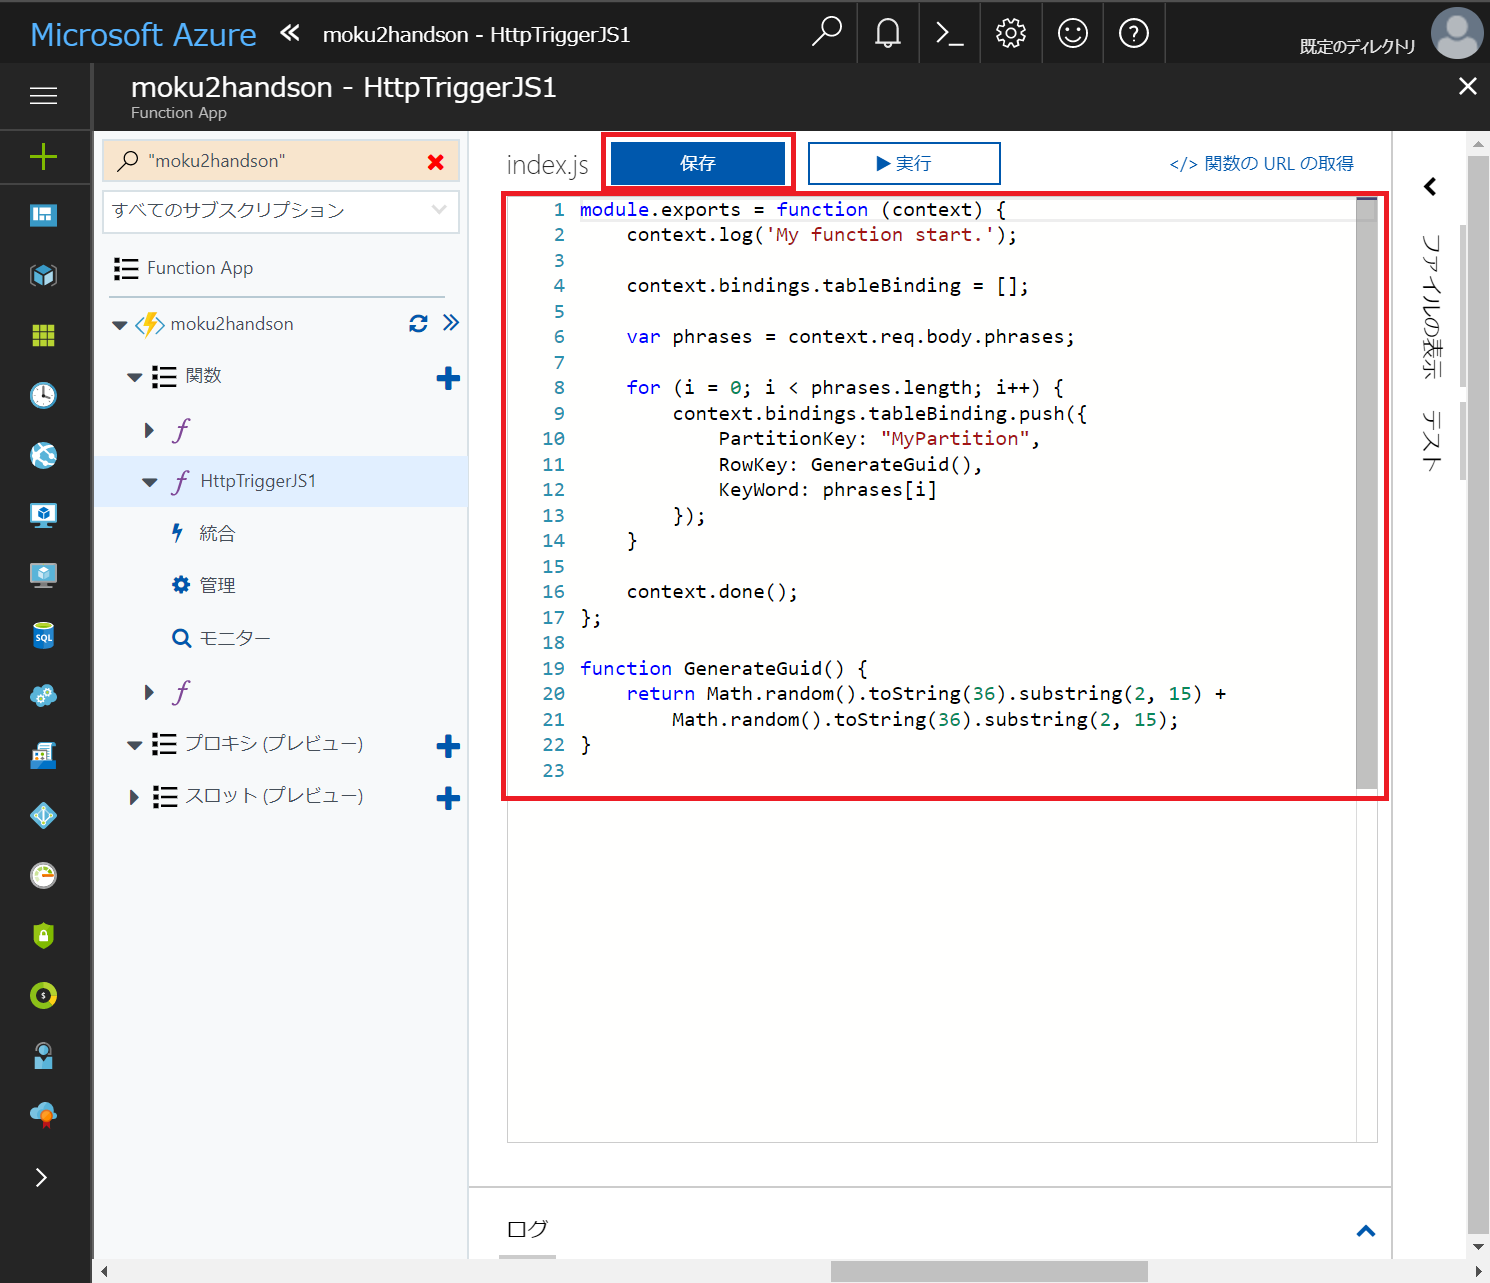 Microsoft Azure
moku2handson - HttpTriggerJS1
既定のディレクトリ
moku2handson - HttpTriggerJS1
Function App
"moku2handson"
すべてのサブスクリプション
Function App
moku2handson
関数
HttpTriggerJS1
統合
管理
モニター
プロキシ (プレビュー)
スロット (プレビュー)
index.js
保存
実行
</> 関数の URL の取得
1 module.exports = function (context) {
2     context.log('My function start.');
3
4     context.bindings.tableBinding = [];
5
6     var phrases = context.req.body.phrases;
7
8     for (i = 0; i < phrases.length; i++) {
9         context.bindings.tableBinding.push({
10             PartitionKey: "MyPartition",
11             RowKey: GenerateGuid(),
12             KeyWord: phrases[i]
13         });
14     }
15
16     context.done();
17 };
18
19 function GenerateGuid() {
20     return Math.random().toString(36).substring(2, 15) +
21         Math.random().toString(36).substring(2, 15);
22 }
23
ファイルの表示
テスト
ログ
SQL